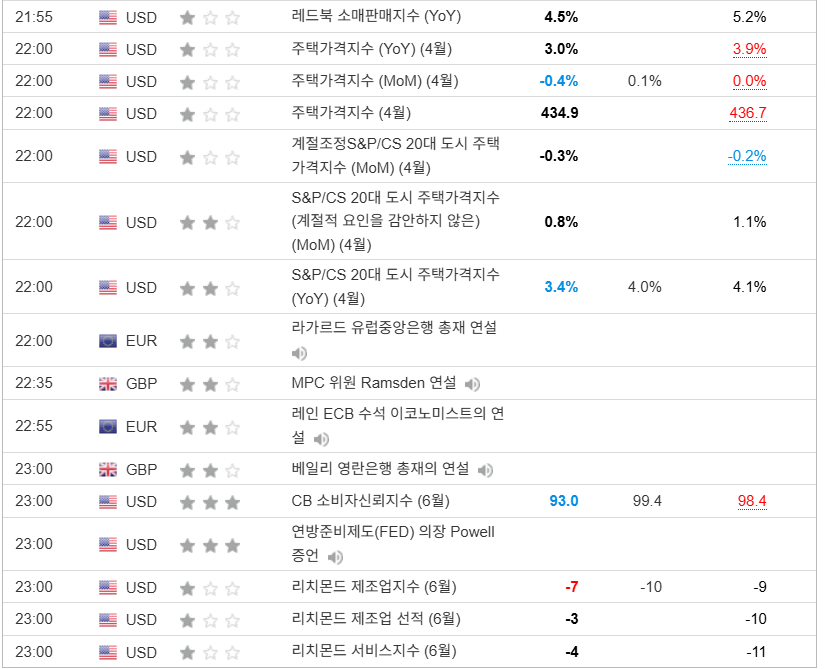 21:55 USD 레드북 소매판매지수 (YoY) 4.5% 5.2%
22:00 USD 주택가격지수 (YoY) (4월) 3.0% 3.9%
22:00 USD 주택가격지수 (MoM) (4월) -0.4% 0.1% 0.0%
22:00 USD 주택가격지수 (4월) 434.9 436.7
22:00 USD 계절조정S&P/CS 20대 도시 주택 -0.3% -0.2%
가격지수 (MoM) (4월)
S&P/CS 20대 도시 주택가격지수
22:00 USD (계절적 요인을 감안하지 않은) 0.8% 1.1%
(MoM) (4월)
22:00 USD S&P/CS 20대 도시 주택가격지수 3.4% 4.0% 4.1%
(YoY) (4월)
22:00 EUR 라가르드 유럽중앙은행 총재 연설
22:35 GBP MPC 위원 Ramsden 연설
22:55 EUR 레인 ECB 수석 이코노미스트의 연
설
23:00 GBP 베일리 영란은행 총재의 연설
23:00 USD CB 소비자신뢰지수 (6월) 93.0 99.4 98.4
23:00 USD 연방준비제도(FED) 의장 Powell
증언
23:00 USD 리치몬드 제조업지수 (6월) -7 -10 -9
23:00 USD 리치몬드 제조업 선적 (6월) -3 -10
23:00 USD 리치몬드 서비스지수 (6월) -4 -11